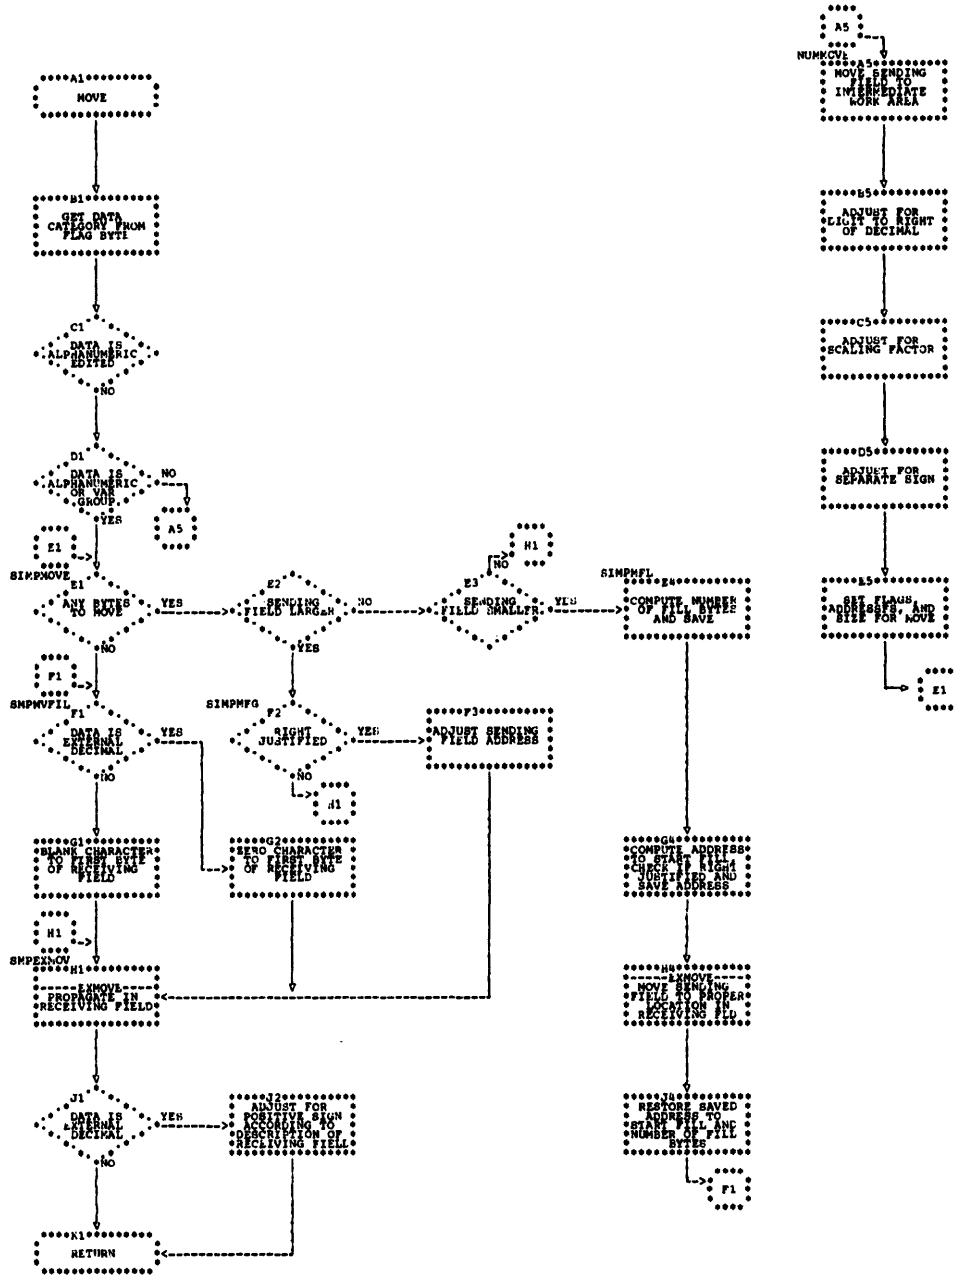 A1
MOVE
B1
GET DATA
CATEGORY FROM
FLAG BYTE
C1
DATA IS
ALPHANUMERIC
EDITED
NO
D1
DATA IS
ALPHANUMERIC
OR VAR
GROUP
NO
A5
YES
E1
SIMPMOVE
E1
ANY BYTES
TO MOVE
YES
NO
E2
SENDING
FIELD LARGER
NO
YES
H1
NO
E3
SENDING
FIELD SMALLER
YES
SIMPMFL
E4
COMPUTE NUMBER
OF FILL BYTES
AND SAVE
F1
SMPMVFIL
F1
DATA IS
EXTERNAL
DECIMAL
YES
NO
SIMPMFG
F2
RIGHT
JUSTIFIED
YES
NO
H1
F3
ADJUST SENDING
FIELD ADDRESS
G1
BLANK CHARACTER
TO FIRST BYTE
OF RECEIVING
FIELD
G2
ZERO CHARACTER
TO FIRST BYTE
OF RECEIVING
FIELD
G4
COMPUTE ADDRESS
TO START FILL,
CHECK IF RIGHT
JUSTIFIED AND
SAVE ADDRESS
H1
SMPEXMOV
H1
EXMOVE
PROPAGATE IN
RECEIVING FIELD
H4
EXMOVE
MOVE SENDING
FIELD TO PROPER
LOCATION IN
RECEIVING FLD
J1
DATA IS
EXTERNAL
DECIMAL
YES
NO
J2
ADJUST FOR
POSITIVE SIGN
ACCORDING TO
DESCRIPTION OF
RECEIVING FIELD
J4
RESTORE SAVED
ADDRESS TO
START FILL AND
NUMBER OF FILL
BYTES
F1
K1
RETURN
A5
NUMMOVE
A5
MOVE SENDING
FIELD TO
INTERMEDIATE
WORK AREA
B5
ADJUST FOR
DIGIT TO RIGHT
OF DECIMAL
C5
ADJUST FOR
SCALING FACTOR
D5
ADJUST FOR
SEPARATE SIGN
E5
SET FLAGS,
ADDRESSES, AND
SIZE FOR MOVE
E1